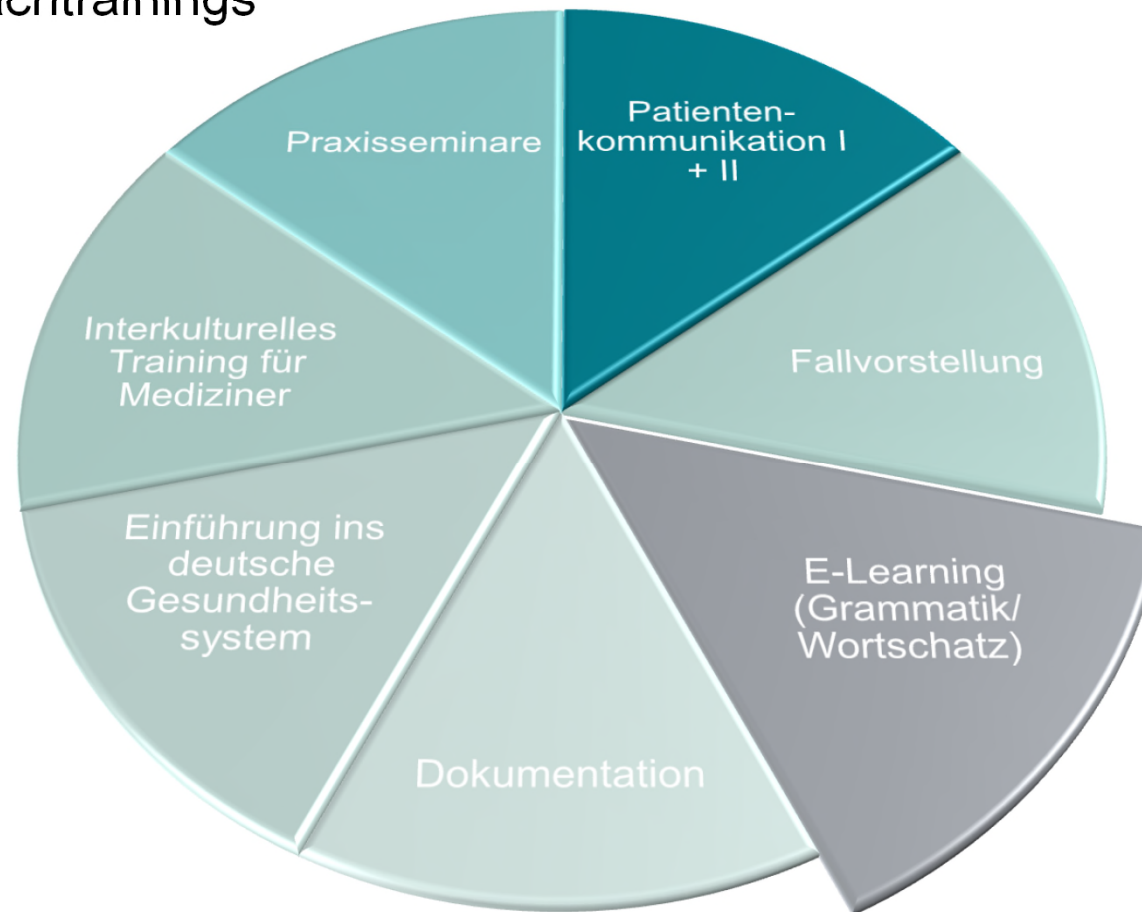 Praxisseminare
Patienten-
kommunikation I
+ II
Fallvorstellung
E-Learning
(Grammatik/
Wortschatz)
Dokumentation
Einführung ins
deutsche
Gesundheits-
system
Interkulturelles
Training für
Mediziner